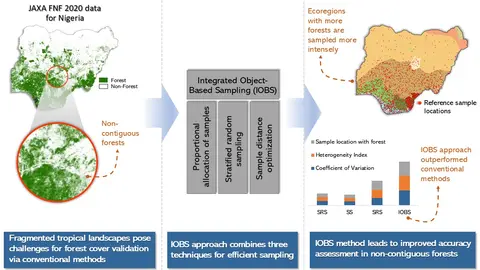 JAXA FNF 2020 data
for Nigeria
Forest
Non-Forest
Non-
contiguous
forests
Fragmented tropical landscapes pose
challenges for forest cover validation
via conventional methods
Integrated Object-
Based Sampling (IOBS)
Proportional
allocation of samples
Stratified random
sampling
Sample distance
optimization
IOBS approach combines three
techniques for efficient sampling
Ecoregions
with more
forests are
sampled more
intensely
Reference sample
locations
Sample location with forest
Heterogeneity Index
Coefficient of Variation
SRS
SS
SRS
IOBS
IOBS approach
outperformed
conventional
methods
IOBS method leads to improved accuracy
assessment in non-contiguous forests